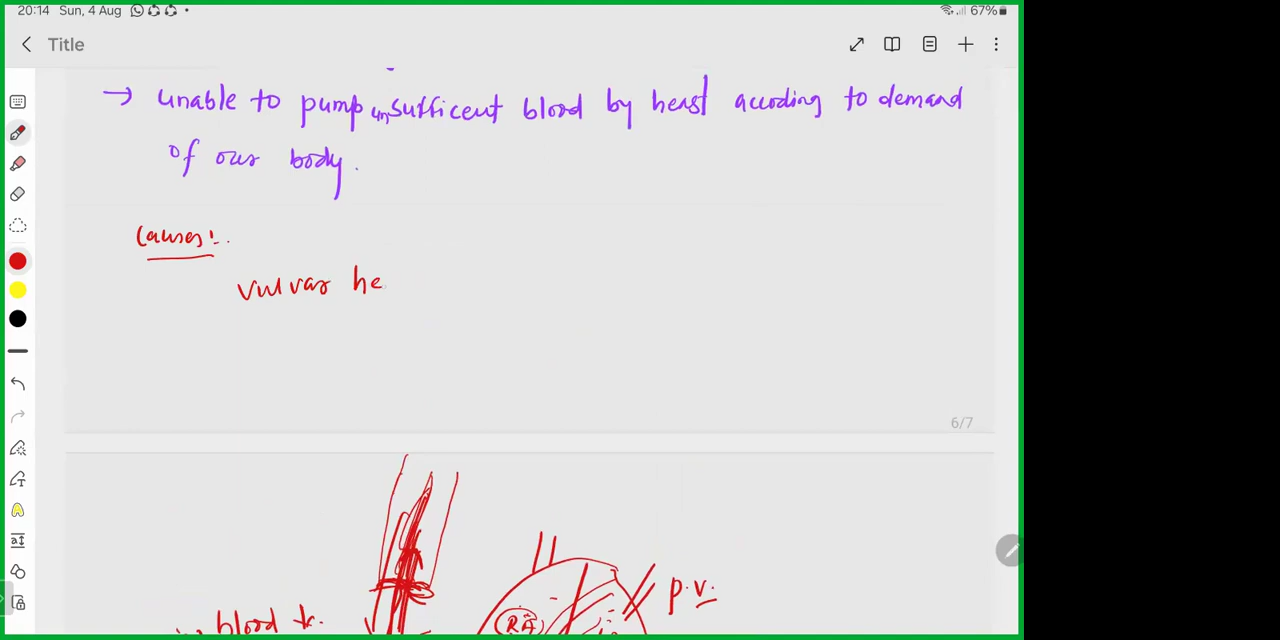 20:14 Sun, 4 Aug
67%
Title
→ unable to pump insufficent blood by heart accoding to demand
of our body.
Causes:-
vulvar he
6/7
blood
p.v.
RA